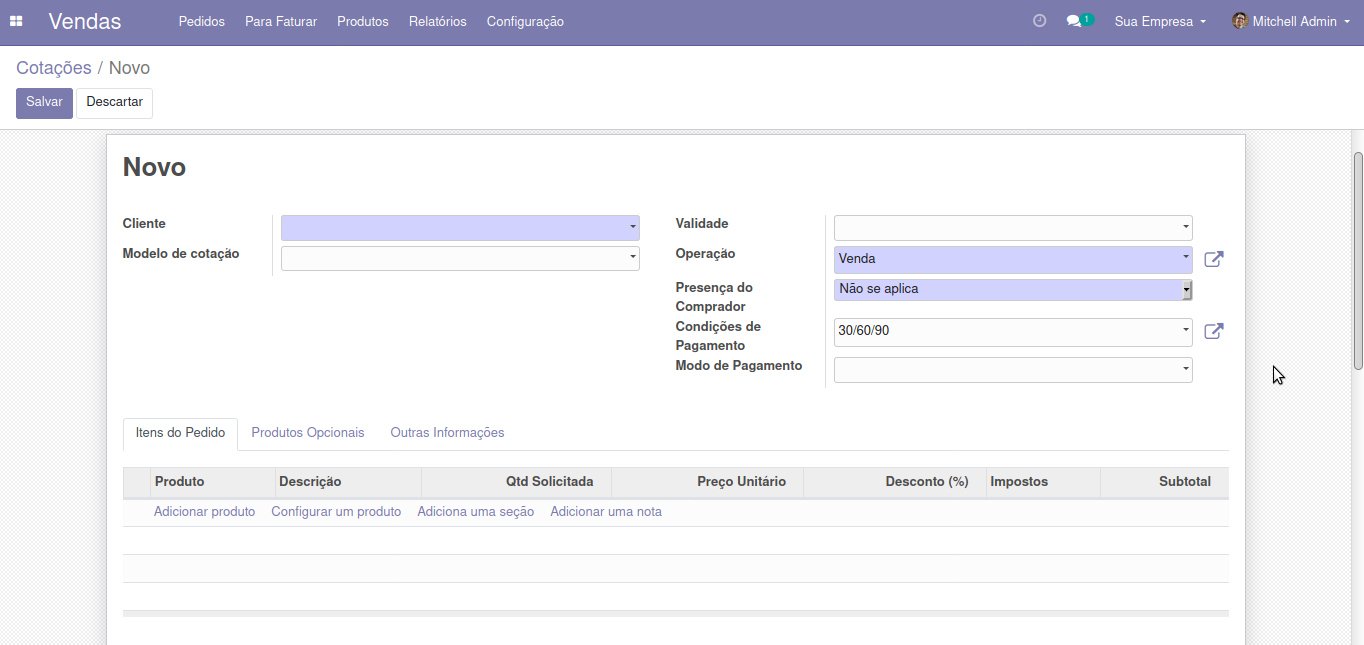 Vendas Pedidos Para Faturar Produtos Relatórios Configuração 1 Sua Empresa Mitchell Admin
Cotações / Novo
Salvar Descartar
Novo
Cliente
Modelo de cotação
Validade
Operação Venda
Presença do
Comprador
Não se aplica
Condições de
Pagamento
30/60/90
Modo de Pagamento
Itens do Pedido Produtos Opcionais Outras Informações
Produto Descrição Qtd Solicitada Preço Unitário Desconto (%) Impostos Subtotal
Adicionar produto Configurar um produto Adiciona uma seção Adicionar uma nota